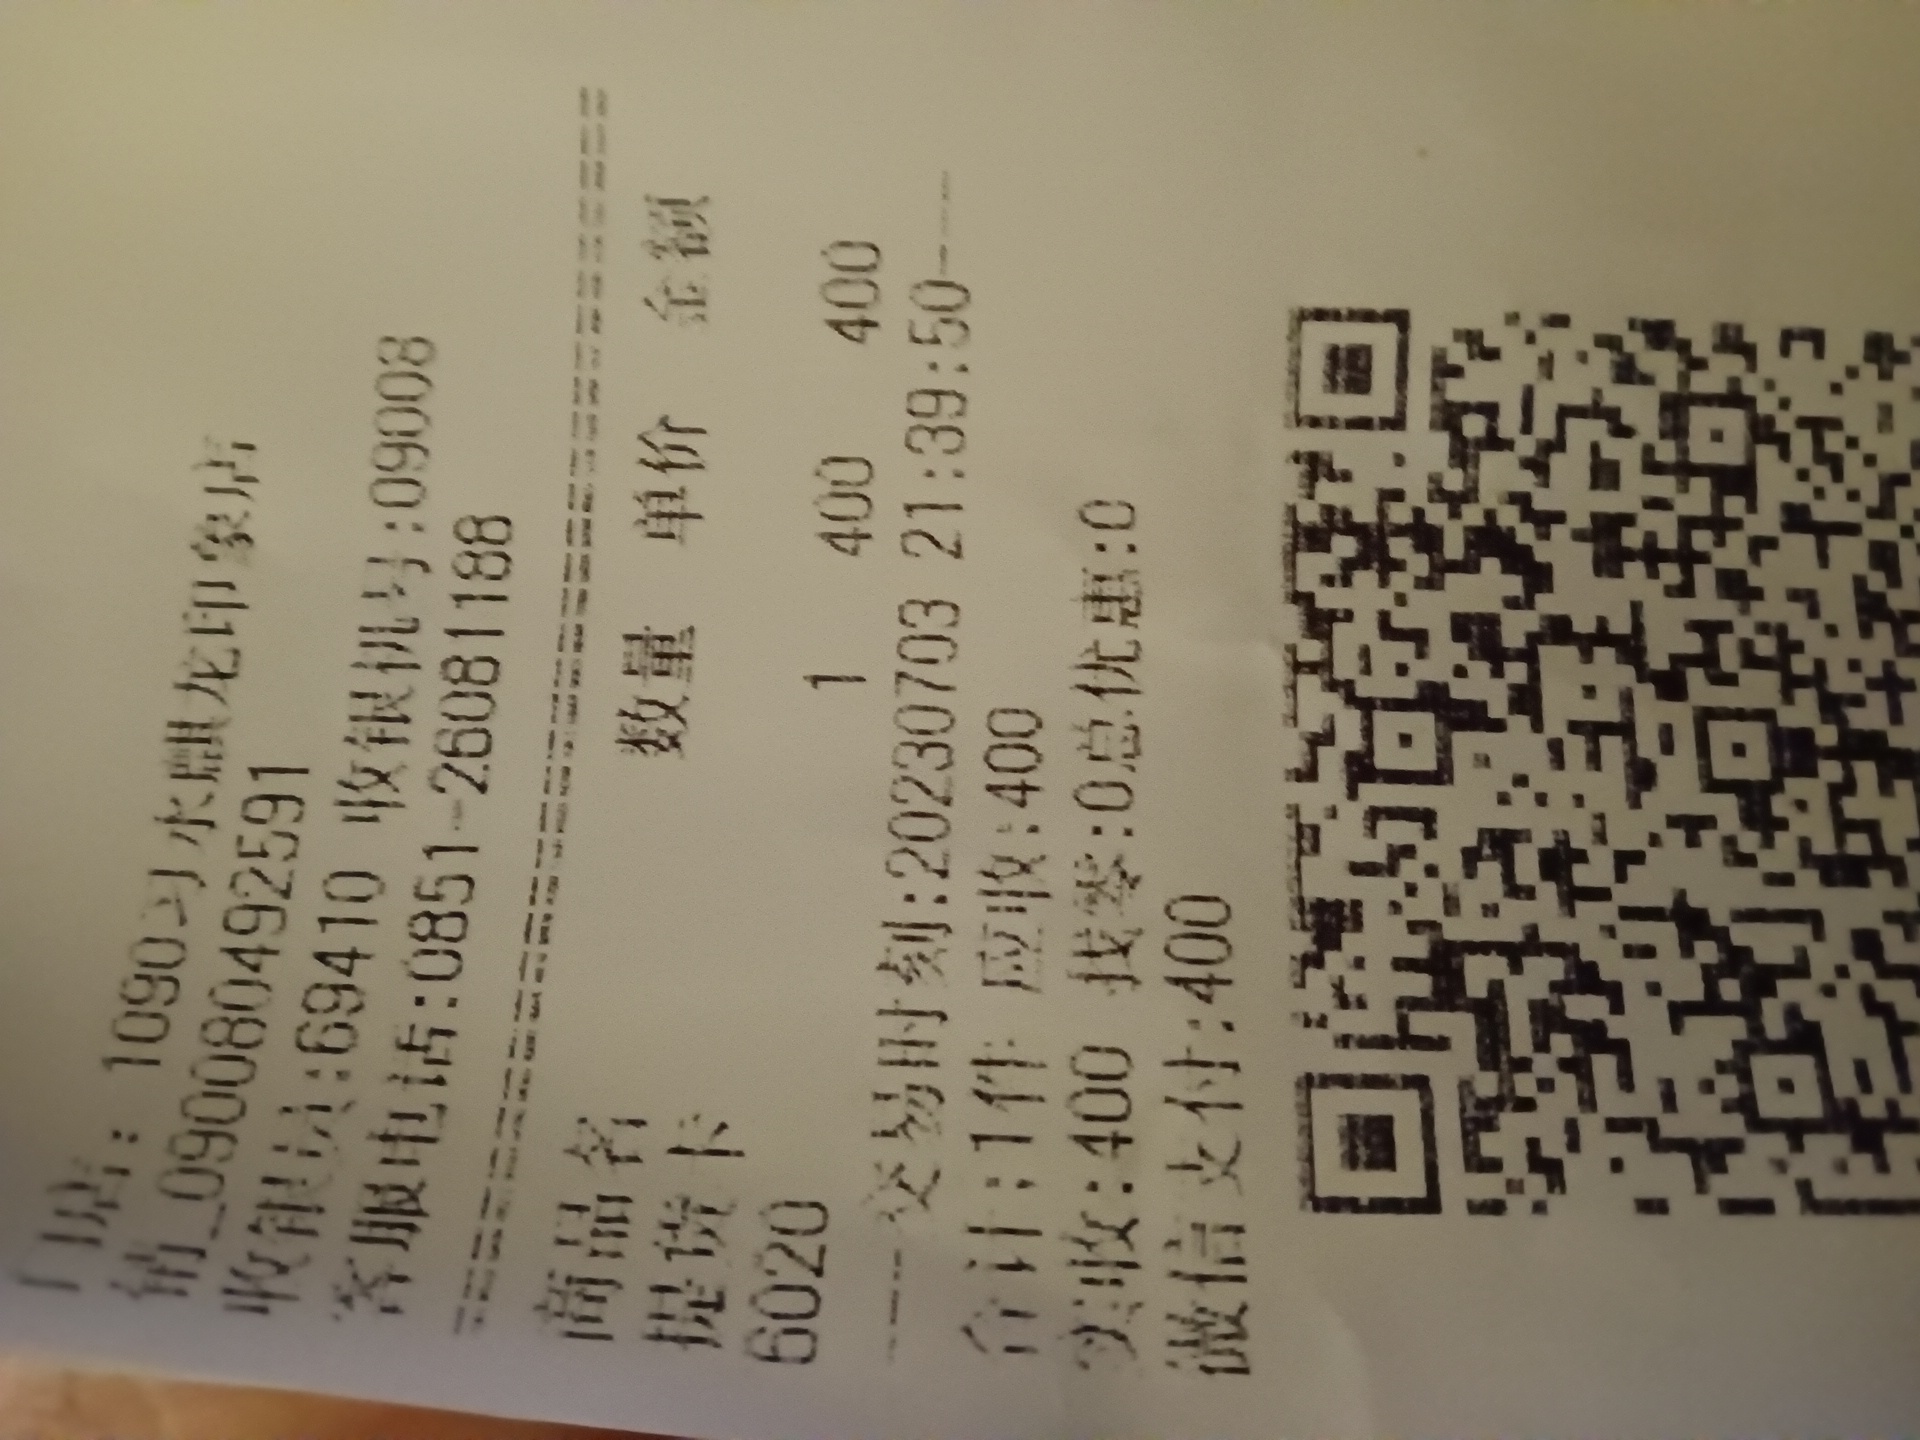 门店: 1090习水麒龙印象店
销_09008049​2591
收银员:69410 收银机号:09008
客服电话:0851-26081188
商品名 数量 单价 金额
提货卡
6020 1 400 400
交易时刻:20230703 21:39:50
合计:1件 应收:400
实收:400 找零:0总优惠:0
微信支付:400